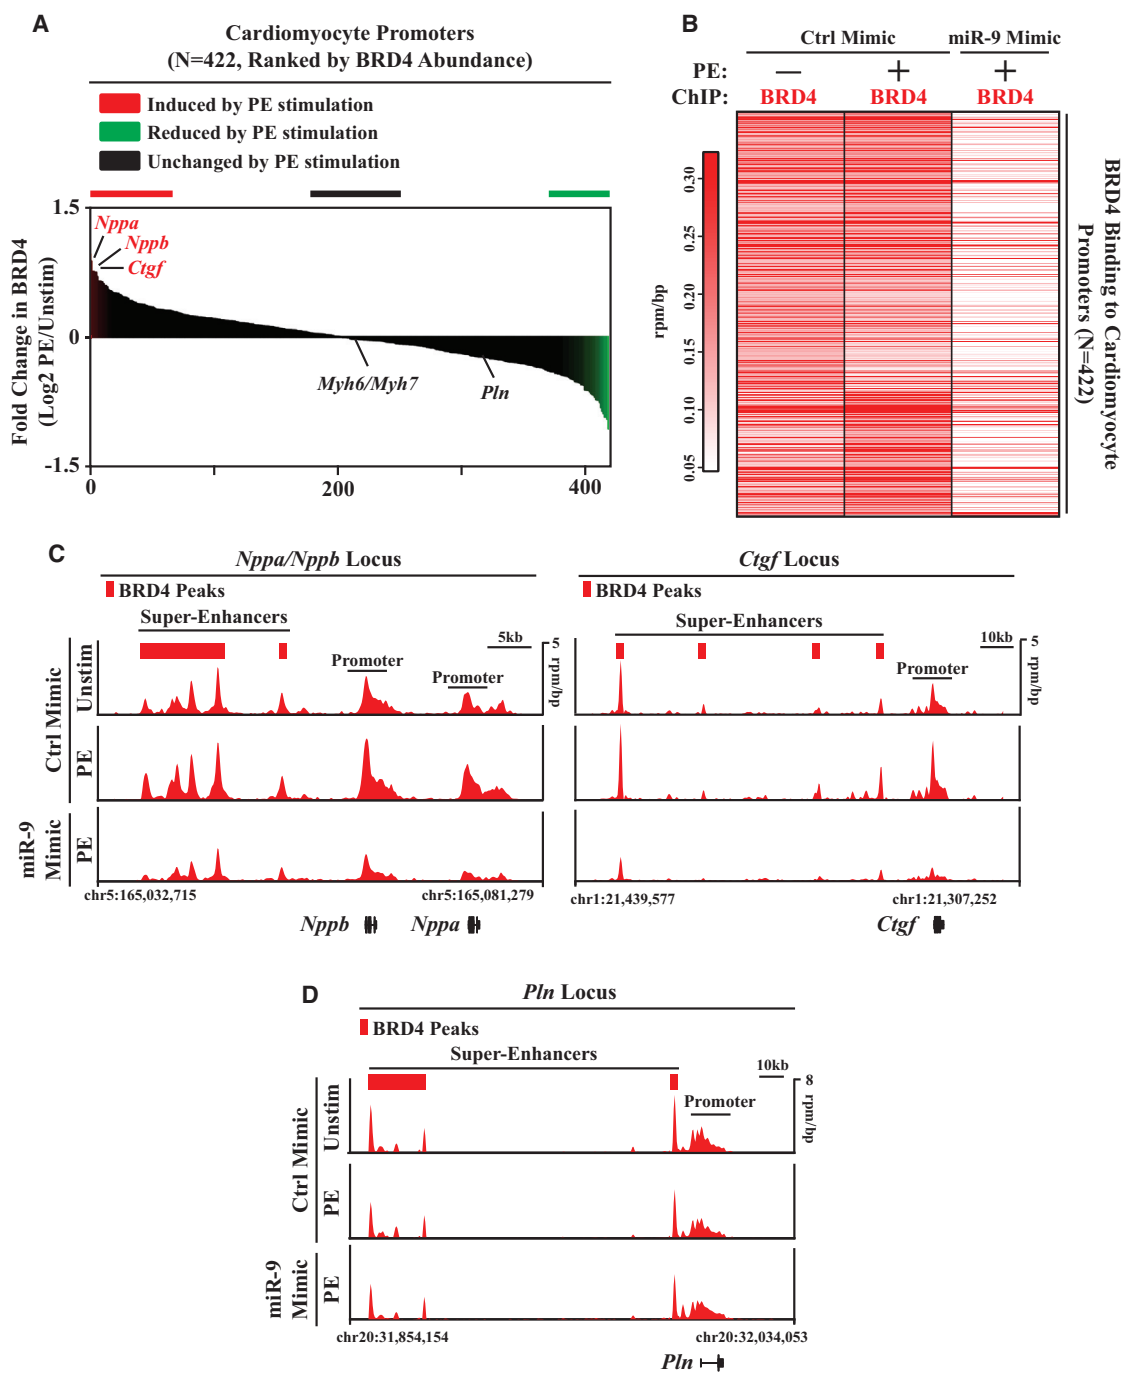 A
Cardiomyocyte Promoters
(N=422, Ranked by BRD4 Abundance)
Induced by PE stimulation
Reduced by PE stimulation
Unchanged by PE stimulation
Fold Change in BRD4
(Log2 PE/Unstim)
1.5
0
-1.5
Nppa
Nppb
Ctgf
Myh6/Myh7
Pln
0
200
400
B
Ctrl Mimic
miR-9 Mimic
PE:
— + +
ChIP:
BRD4 BRD4 BRD4
rpm/bp
0.30
0.25
0.20
0.15
0.10
0.05
BRD4 Binding to Cardiomyocyte
Promoters (N=422)
C
Nppa/Nppb Locus
BRD4 Peaks
Super-Enhancers
5kb
5
rpm/bp
Promoter
Promoter
Ctrl Mimic
Unstim
PE
miR-9
Mimic
PE
chr5:165,032,715
chr5:165,081,279
Nppb
Nppa
Ctgf Locus
BRD4 Peaks
Super-Enhancers
10kb
5
rpm/bp
Promoter
chr1:21,439,577
chr1:21,307,252
Ctgf
D
Pln Locus
BRD4 Peaks
Super-Enhancers
10kb
8
rpm/bp
Promoter
Ctrl Mimic
Unstim
PE
miR-9
Mimic
PE
chr20:31,854,154
chr20:32,034,053
Pln